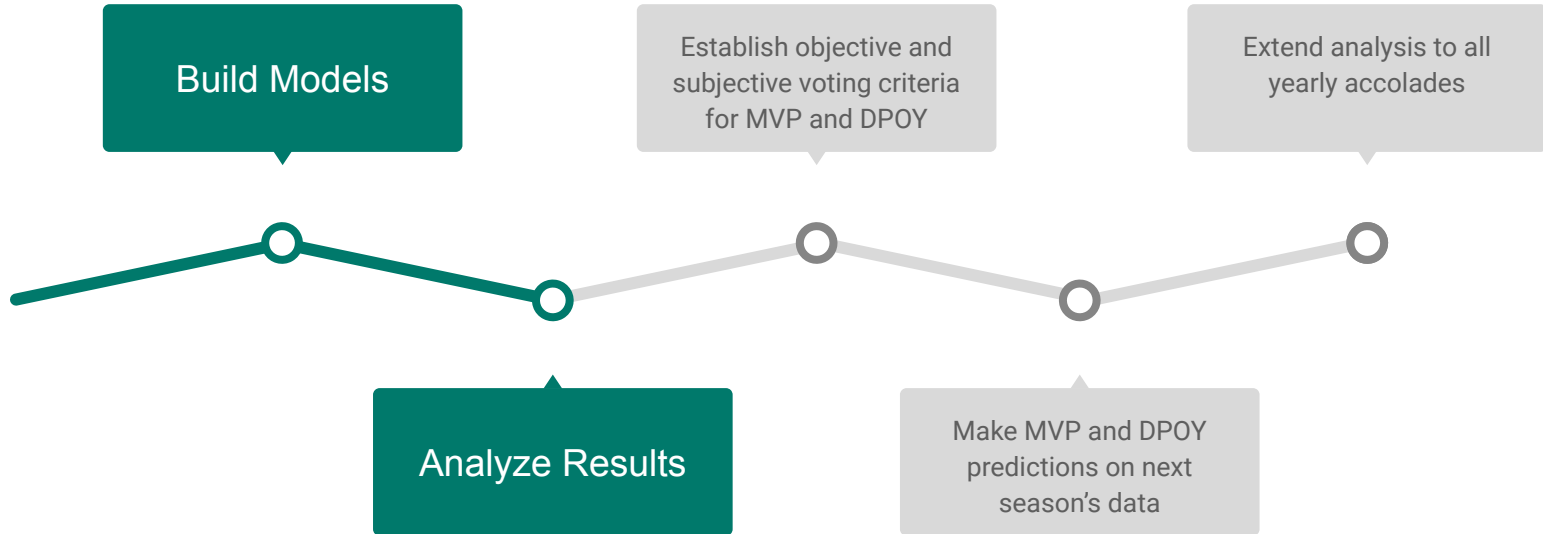 Build Models
Establish objective and
subjective voting criteria
for MVP and DPOY
Extend analysis to all
yearly accolades
Analyze Results
Make MVP and DPOY
predictions on next
season’s data